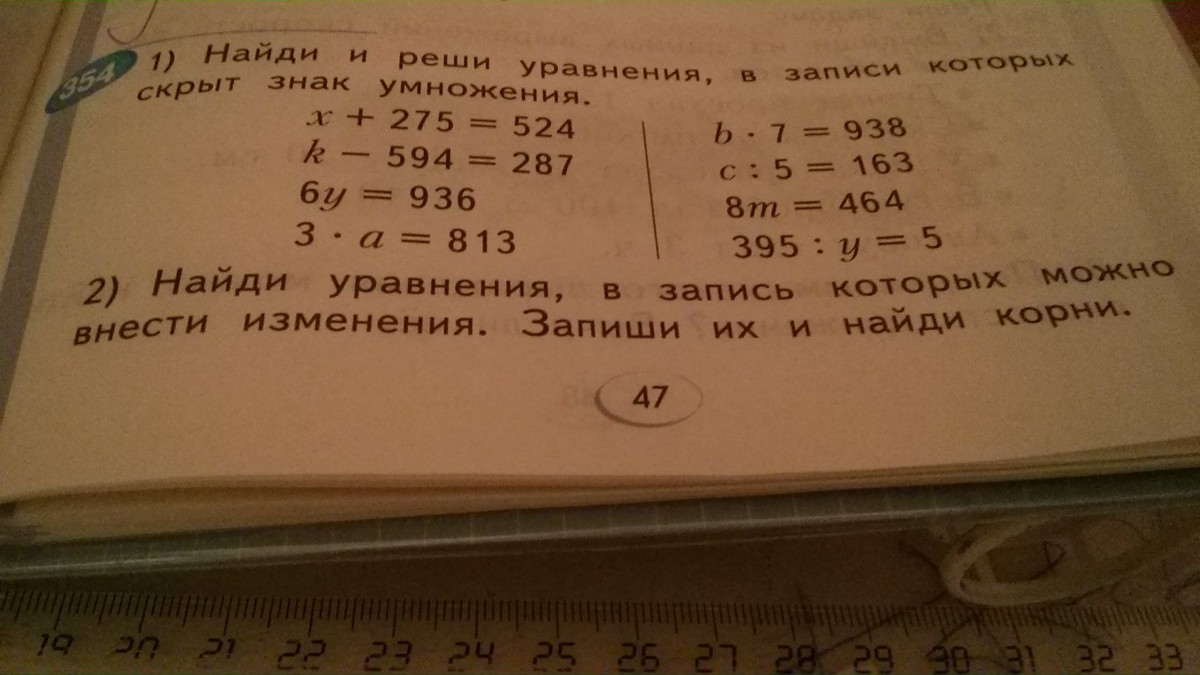 354 1) Найди и реши уравнения, в записи которых
скрыт знак умножения.
x + 275 = 524
k − 594 = 287
6y = 936
3 · a = 813
b · 7 = 938
c : 5 = 163
8m = 464
395 : y = 5
2) Найди уравнения, в запись которых можно
внести изменения. Запиши их и найди корни.
47
19 20 21 22 23 24 25 26 27 28 29 30 31 32 33